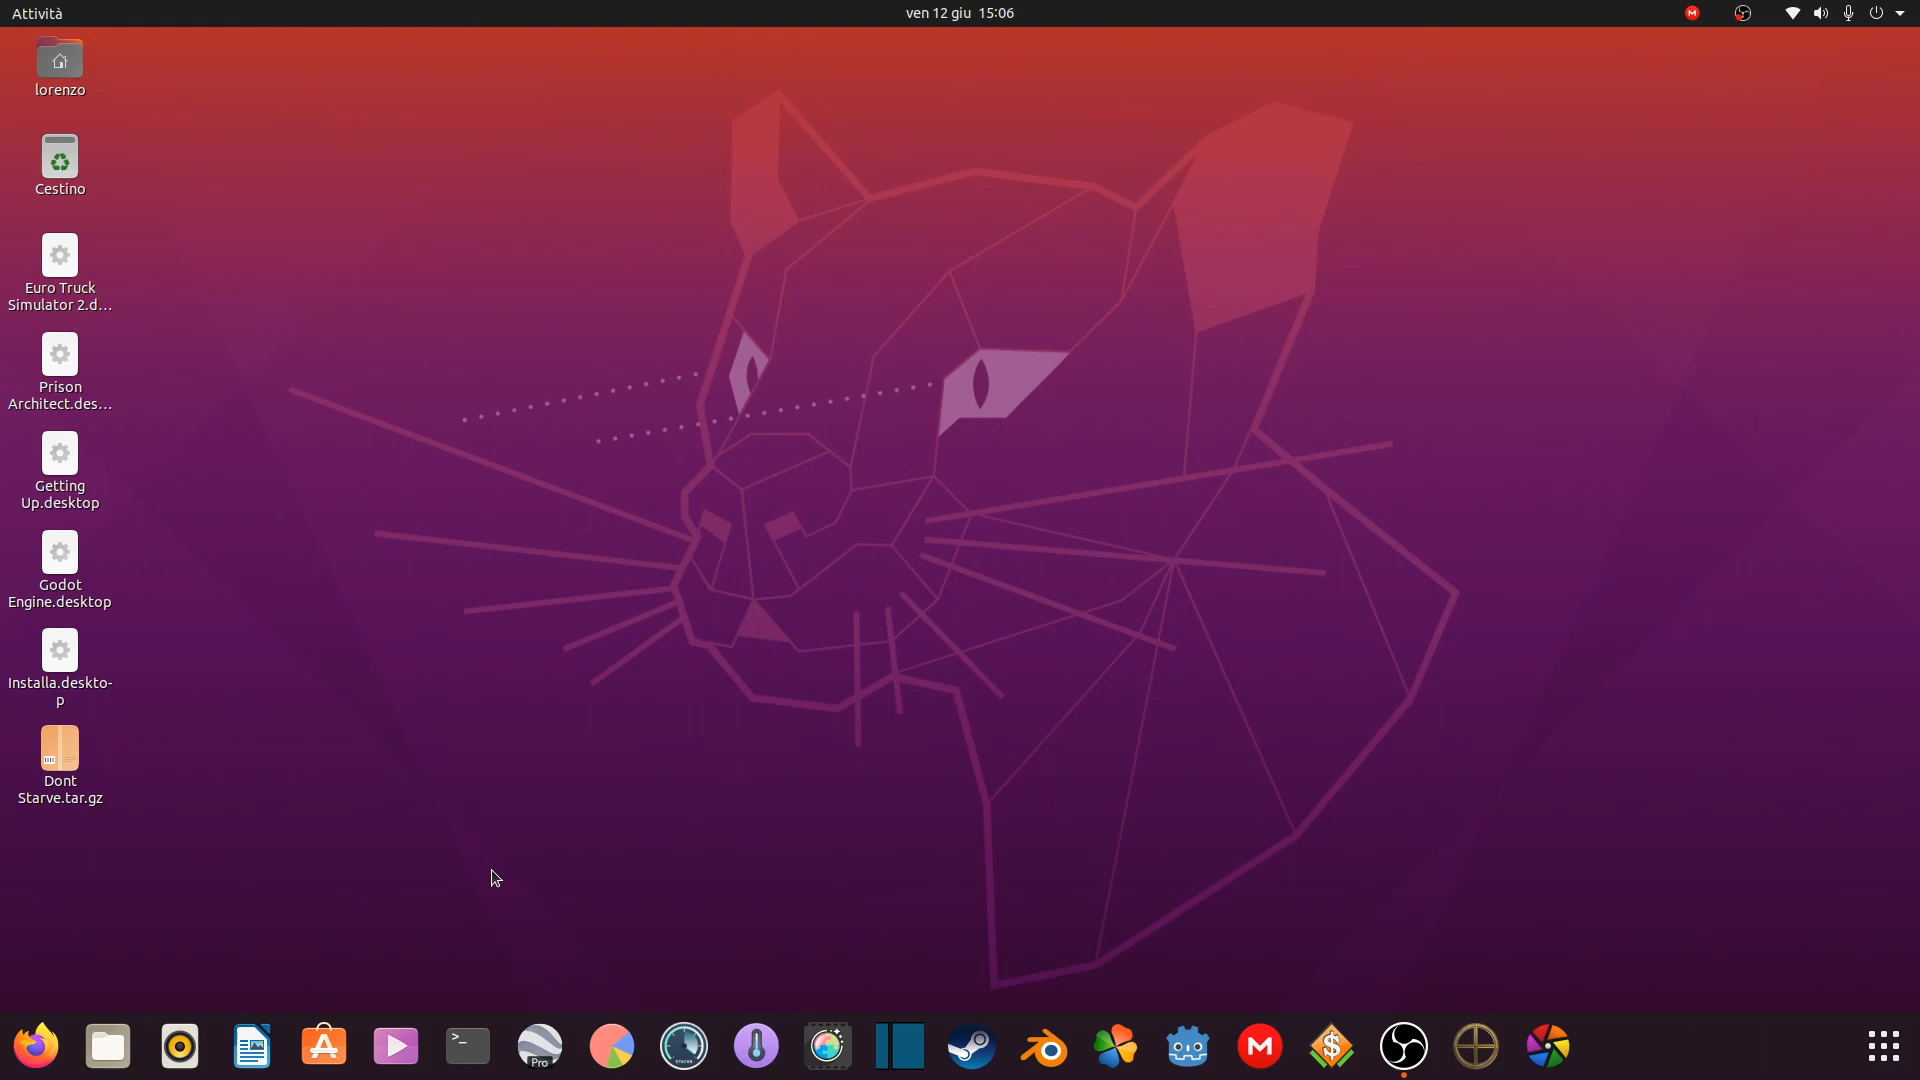 Attività
ven 12 giu 15:06
lorenzo
Cestino
Euro Truck
Simulator 2.d...
Prison
Architect.des...
Getting
Up.desktop
Godot
Engine.desktop
Installa.deskto-
p
Dont
Starve.tar.gz
>_
Pro
STACER
M
$
M